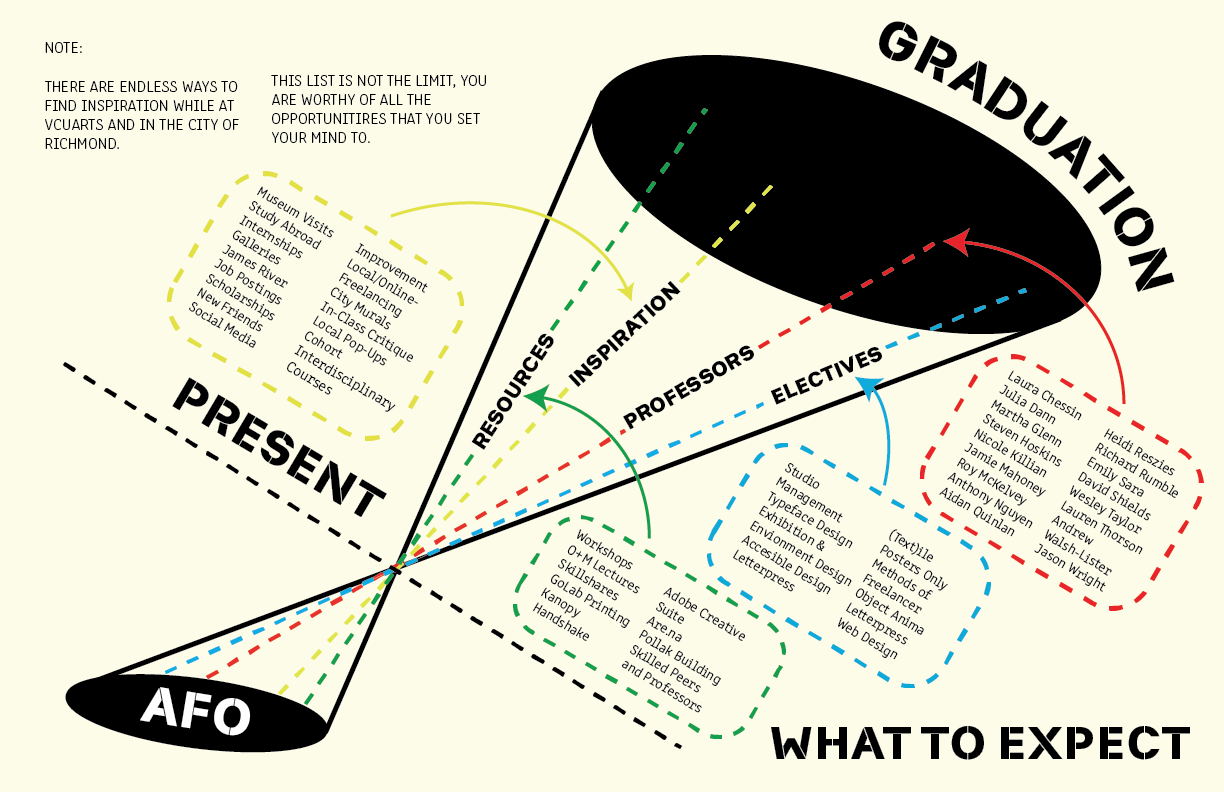 NOTE:
THERE ARE ENDLESS WAYS TO
FIND INSPIRATION WHILE AT
VCUARTS AND IN THE CITY OF
RICHMOND.
THIS LIST IS NOT THE LIMIT, YOU
ARE WORTHY OF ALL THE
OPPORTUNITIRES THAT YOU SET
YOUR MIND TO.
GRADUATION
Museum Visits
Study Abroad
Internships
Galleries
James River
Job Postings
Scholarships
New Friends
Social Media
Improvement
Local/Online-
Freelancing
City Murals
In-Class Critique
Local Pop-Ups
Cohort
Interdisciplinary
Courses
RESOURCES
INSPIRATION
PROFESSORS
ELECTIVES
PRESENT
Laura Chessin
Julia Dann
Martha Glenn
Steven Hoskins
Nicole Killian
Jamie Mahoney
Roy McKelvey
Anthony Nguyen
Aidan Quinlan
Heidi Reszies
Richard Rumble
Emily Sara
David Shields
Wesley Taylor
Lauren Thorson
Andrew
Walsh-Lister
Jason Wright
Studio
Management
Typeface Design
Exhibition &
Envionment Design
Accesible Design
Letterpress
(Text)ile
Posters Only
Methods of
Freelancer
Object Anima
Letterpress
Web Design
Workshops
O+M Lectures
Skillshares
GoLab Printing
Kanopy
Handshake
Adobe Creative
Suite
Are.na
Pollak Building
Skilled Peers
and Professors
AFO
WHAT TO EXPECT